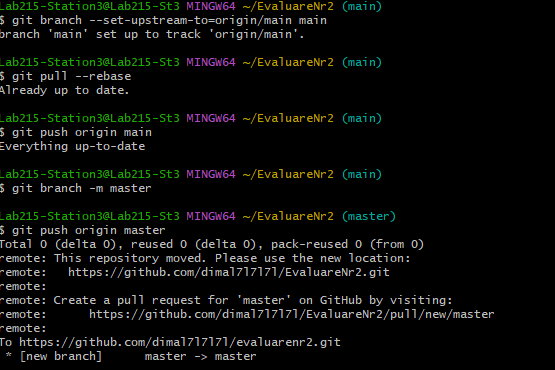 Lab215-Station3@Lab215-St3 MINGW64 ~/EvaluareNr2 (main)
$ git branch --set-upstream-to=origin/main main
branch 'main' set up to track 'origin/main'.
Lab215-Station3@Lab215-St3 MINGW64 ~/EvaluareNr2 (main)
$ git pull --rebase
Already up to date.
Lab215-Station3@Lab215-St3 MINGW64 ~/EvaluareNr2 (main)
$ git push origin main
Everything up-to-date
Lab215-Station3@Lab215-St3 MINGW64 ~/EvaluareNr2 (main)
$ git branch -m master
Lab215-Station3@Lab215-St3 MINGW64 ~/EvaluareNr2 (master)
$ git push origin master
Total 0 (delta 0), reused 0 (delta 0), pack-reused 0 (from 0)
remote: This repository moved. Please use the new location:
remote:   https://github.com/dimal7l7l7l/EvaluareNr2.git
remote:
remote: Create a pull request for 'master' on GitHub by visiting:
remote:      https://github.com/dimal7l7l7l/EvaluareNr2/pull/new/master
remote:
To https://github.com/dimal7l7l7l/evaluarenr2.git
 * [new branch]      master -> master